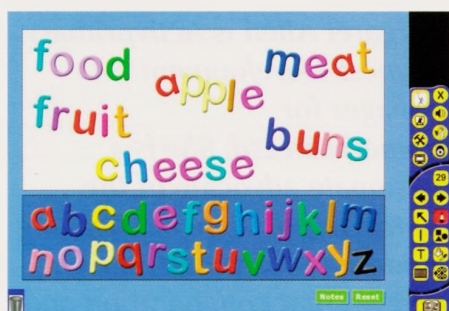 food
meat
apple
fruit
buns
cheese
abcdefghijklm
nopqrstuvwxyz
Notes Reset
y X
29
T